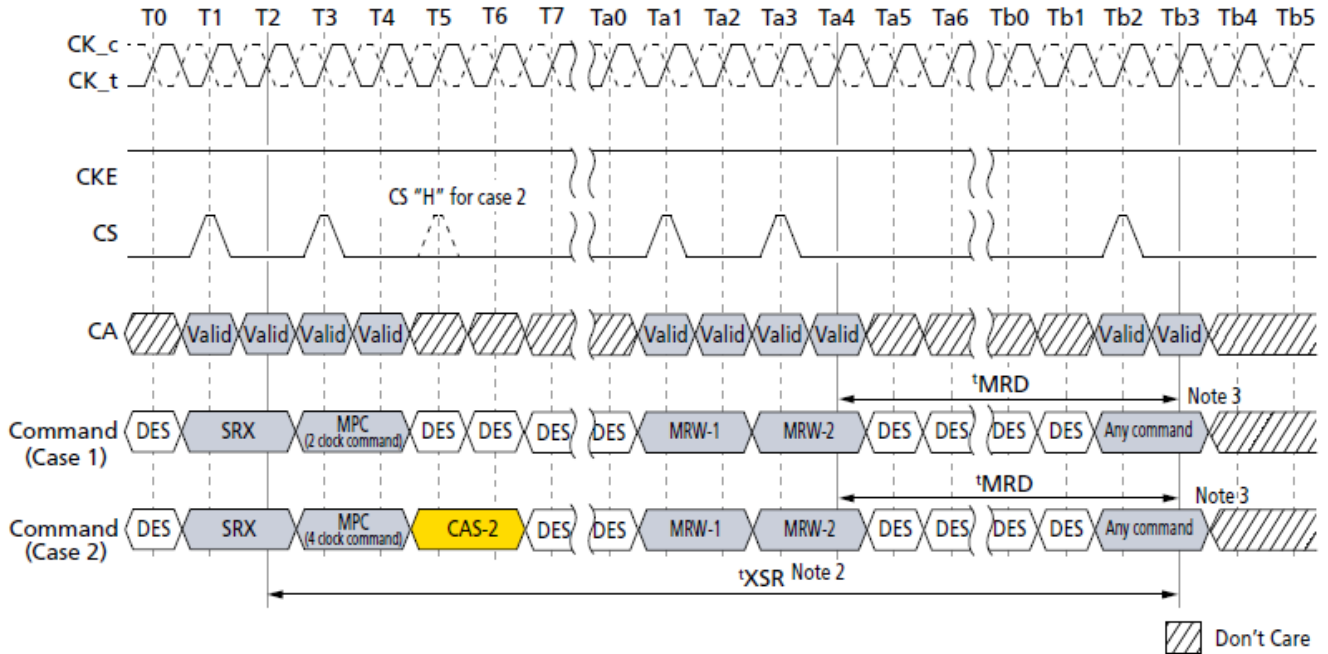 T0 T1 T2 T3 T4 T5 T6 T7 Ta0 Ta1 Ta2 Ta3 Ta4 Ta5 Ta6 Tb0 Tb1 Tb2 Tb3 Tb4 Tb5
CK_c
CK_t
CKE
CS "H" for case 2
CS
CA Valid Valid Valid Valid Valid Valid Valid Valid Valid Valid
tMRD Note 3
Command (Case 1) DES SRX MPC (2 clock command) DES DES DES DES MRW-1 MRW-2 DES DES DES DES Any command
tMRD Note 3
Command (Case 2) DES SRX MPC (4 clock command) CAS-2 DES DES MRW-1 MRW-2 DES DES DES DES Any command
tXSR Note 2
Don't Care